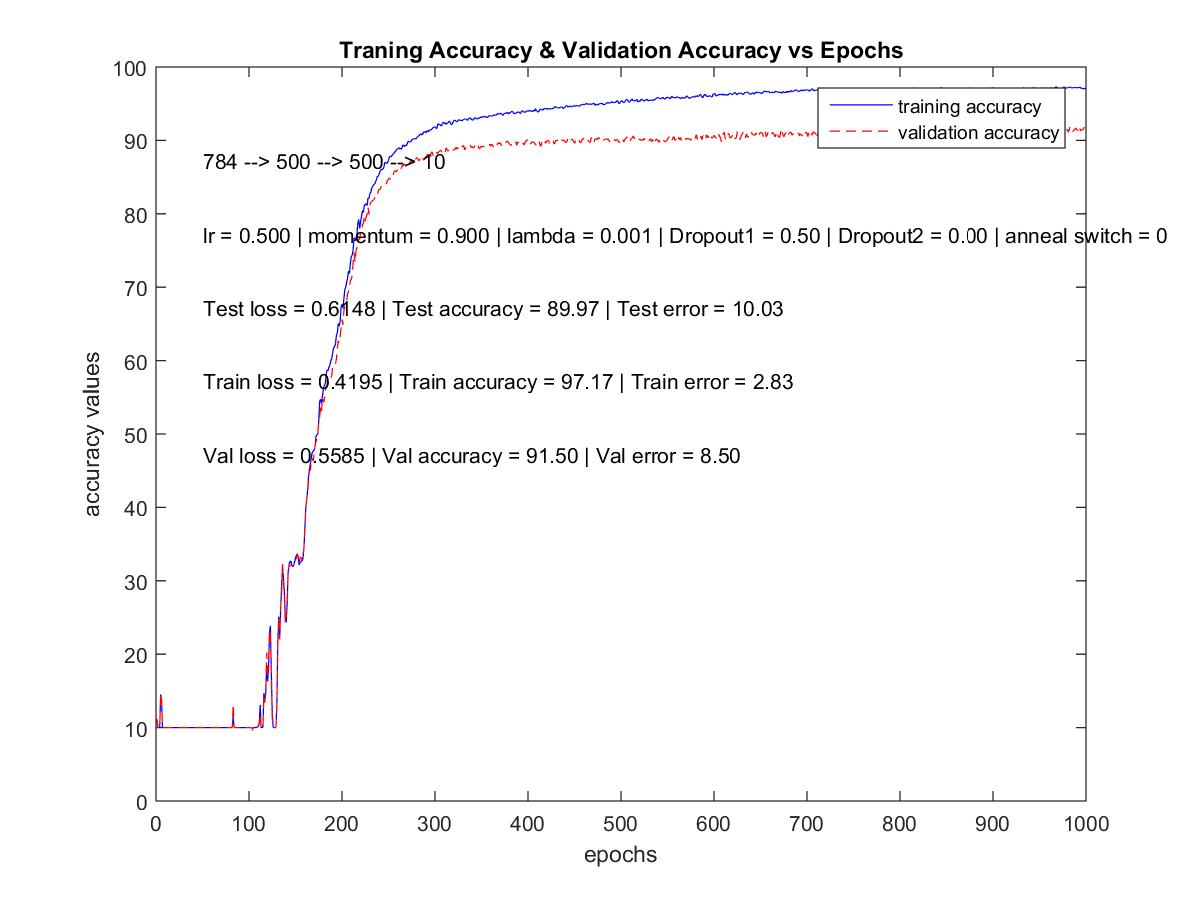 Traning Accuracy & Validation Accuracy vs Epochs
100
90
80
70
60
50
40
30
20
10
0
accuracy values
training accuracy
validation accuracy
784 --> 500 --> 500 --> 10
lr = 0.500 | momentum = 0.900 | lambda = 0.001 | Dropout1 = 0.50 | Dropout2 = 0.00 | anneal switch = 0
Test loss = 0.6148 | Test accuracy = 89.97 | Test error = 10.03
Train loss = 0.4195 | Train accuracy = 97.17 | Train error = 2.83
Val loss = 0.5585 | Val accuracy = 91.50 | Val error = 8.50
0 100 200 300 400 500 600 700 800 900 1000
epochs